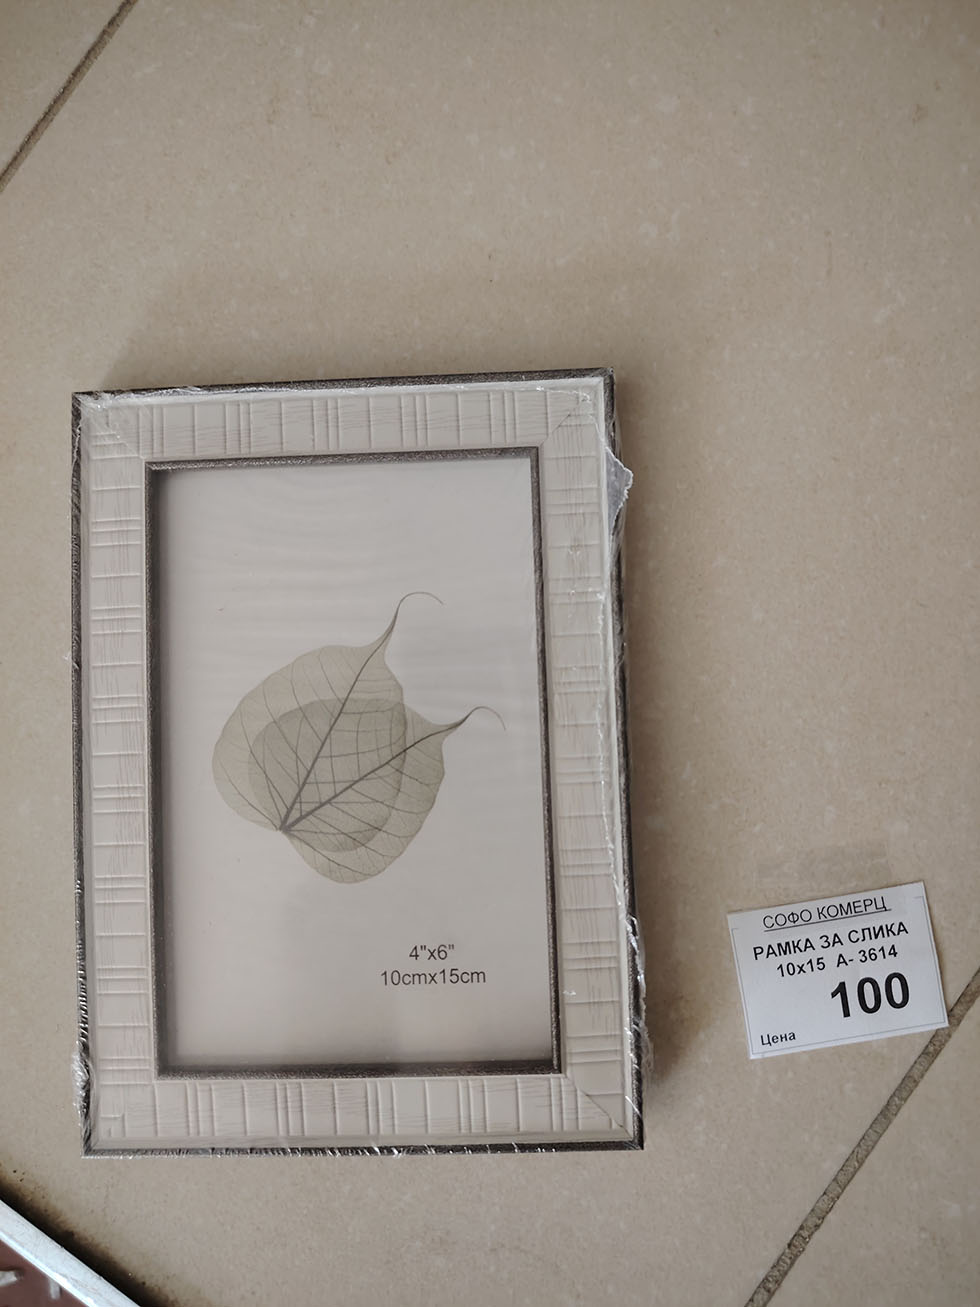 4"x6"
10cmx15cm
СОФО КОМЕРЦ
РАМКА ЗА СЛИКА
10x15 A- 3614
100
Цена